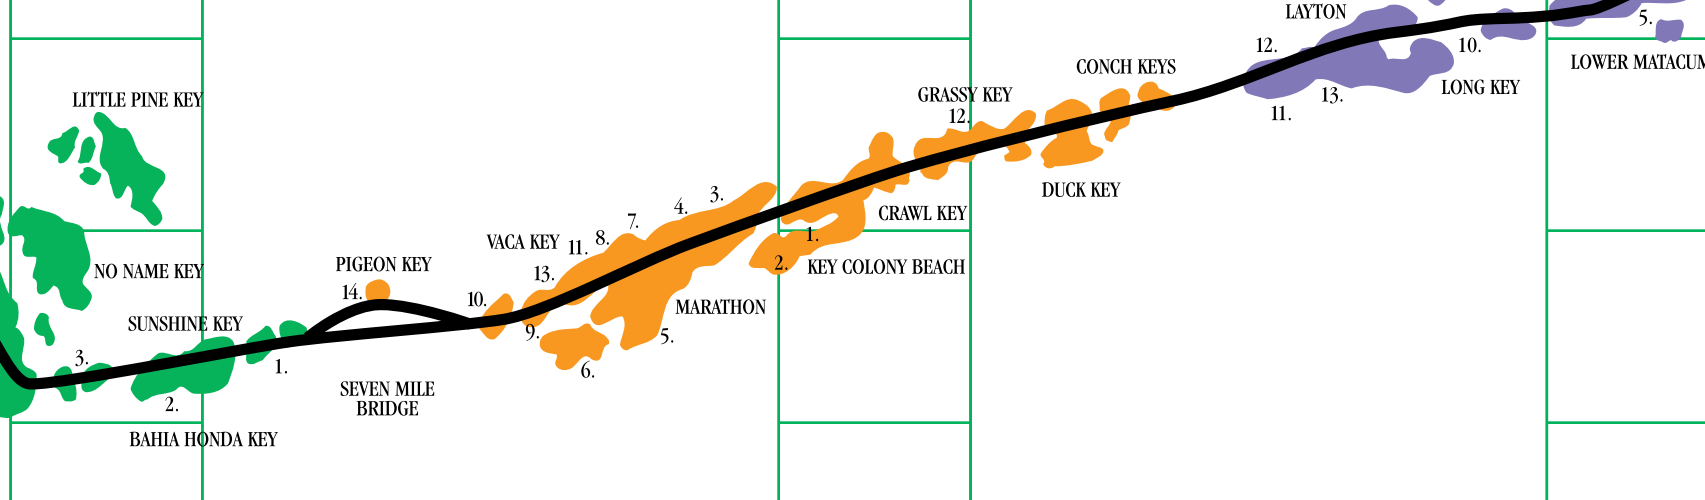 LAYTON
5.
12.
10.
LOWER MATACUM
CONCH KEYS
LONG KEY
GRASSY KEY
13.
LITTLE PINE KEY
12.
11.
DUCK KEY
3.
4.
CRAWL KEY
7.
1.
8.
VACA KEY
11.
2.
KEY COLONY BEACH
PIGEON KEY
NO NAME KEY
13.
14.
10.
MARATHON
SUNSHINE KEY
9.
5.
3.
1.
6.
SEVEN MILE
BRIDGE
2.
BAHIA HONDA KEY